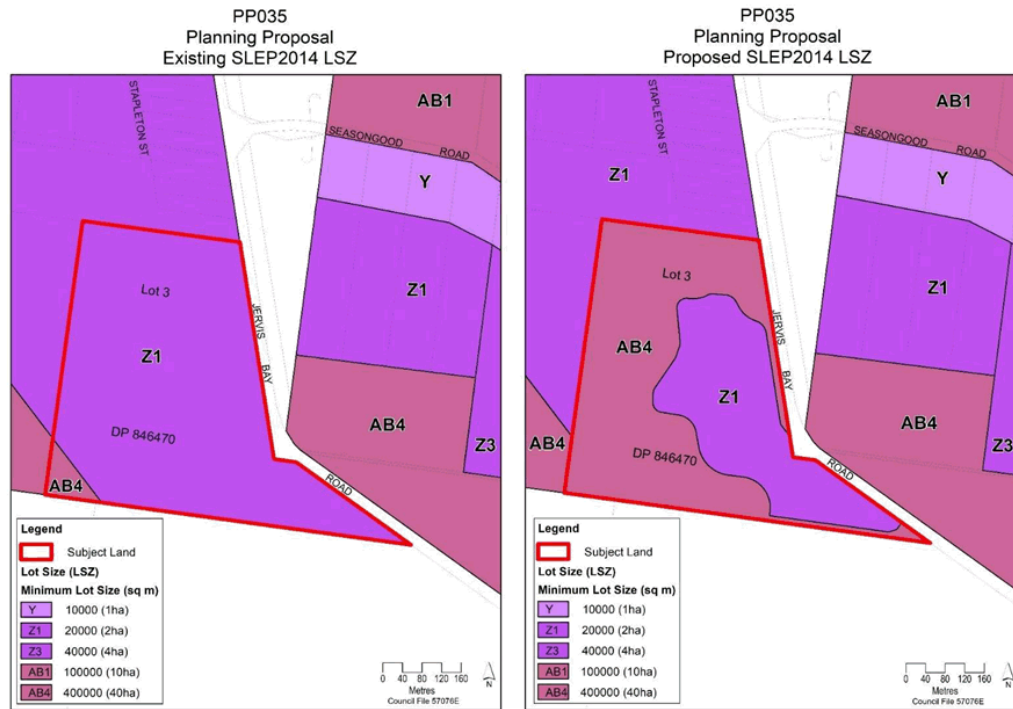 PP035
Planning Proposal
Existing SLEP2014 LSZ
STAPLETON ST
AB1
SEASONGOOD ROAD
Y
Lot 3
Z1
Z1
JERVIS BAY ROAD
DP 846470
AB4
Z3
AB4
Legend
Subject Land
Lot Size (LSZ)
Minimum Lot Size (sq m)
Y 10000 (1ha)
Z1 20000 (2ha)
Z3 40000 (4ha)
AB1 100000 (10ha)
AB4 400000 (40ha)
0 40 80 120 160
Metres
Council File 57076E
N
PP035
Planning Proposal
Proposed SLEP2014 LSZ
STAPLETON ST
AB1
SEASONGOOD ROAD
Z1
Y
Lot 3
Z1
JERVIS BAY ROAD
AB4
Z1
AB4
AB4
DP 846470
Z3
Legend
Subject Land
Lot Size (LSZ)
Minimum Lot Size (sq m)
Y 10000 (1ha)
Z1 20000 (2ha)
Z3 40000 (4ha)
AB1 100000 (10ha)
AB4 400000 (40ha)
0 40 80 120 160
Metres
Council File 57076E
N